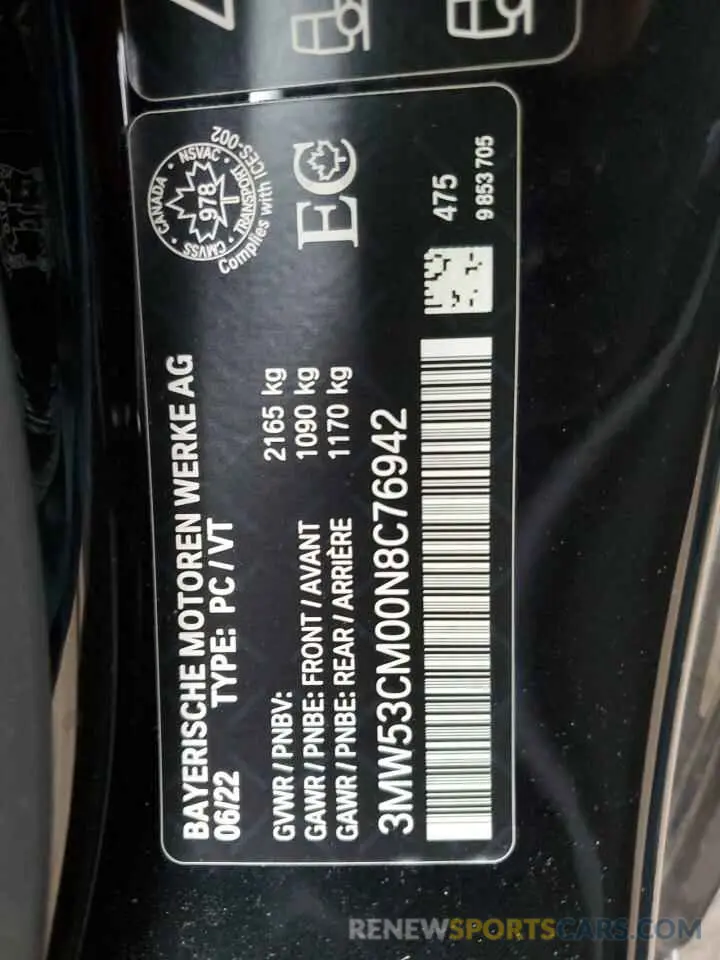 CANADA • NSVAC • TRANSPORT • CMVSS
978
Complies with ICES-002
EC
475
9 853 705
BAYERISCHE MOTOREN WERKE AG
06/22 TYPE: PC / VT
GVWR / PNBV: 2165 kg
GAWR / PNBE: FRONT / AVANT 1090 kg
GAWR / PNBE: REAR / ARRIÈRE 1170 kg
3MW53CM00N8C76942
RENEWSPORTSCARS.COM